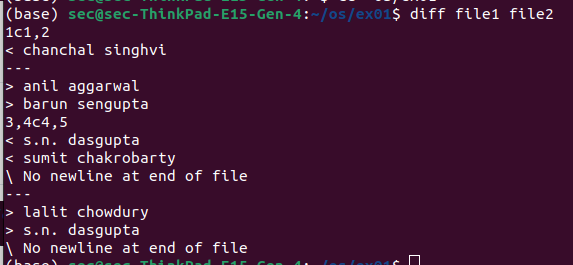 (base) sec@sec-ThinkPad-E15-Gen-4:~/os/ex01$ diff file1 file2
1c1,2
< chanchal singhvi
---
> anil aggarwal
> barun sengupta
3,4c4,5
< s.n. dasgupta
< sumit chakrobarty
\ No newline at end of file
---
> lalit chowdury
> s.n. dasgupta
\ No newline at end of file
(base) sec@sec-ThinkPad-E15-Gen-4:~/os/ex01$